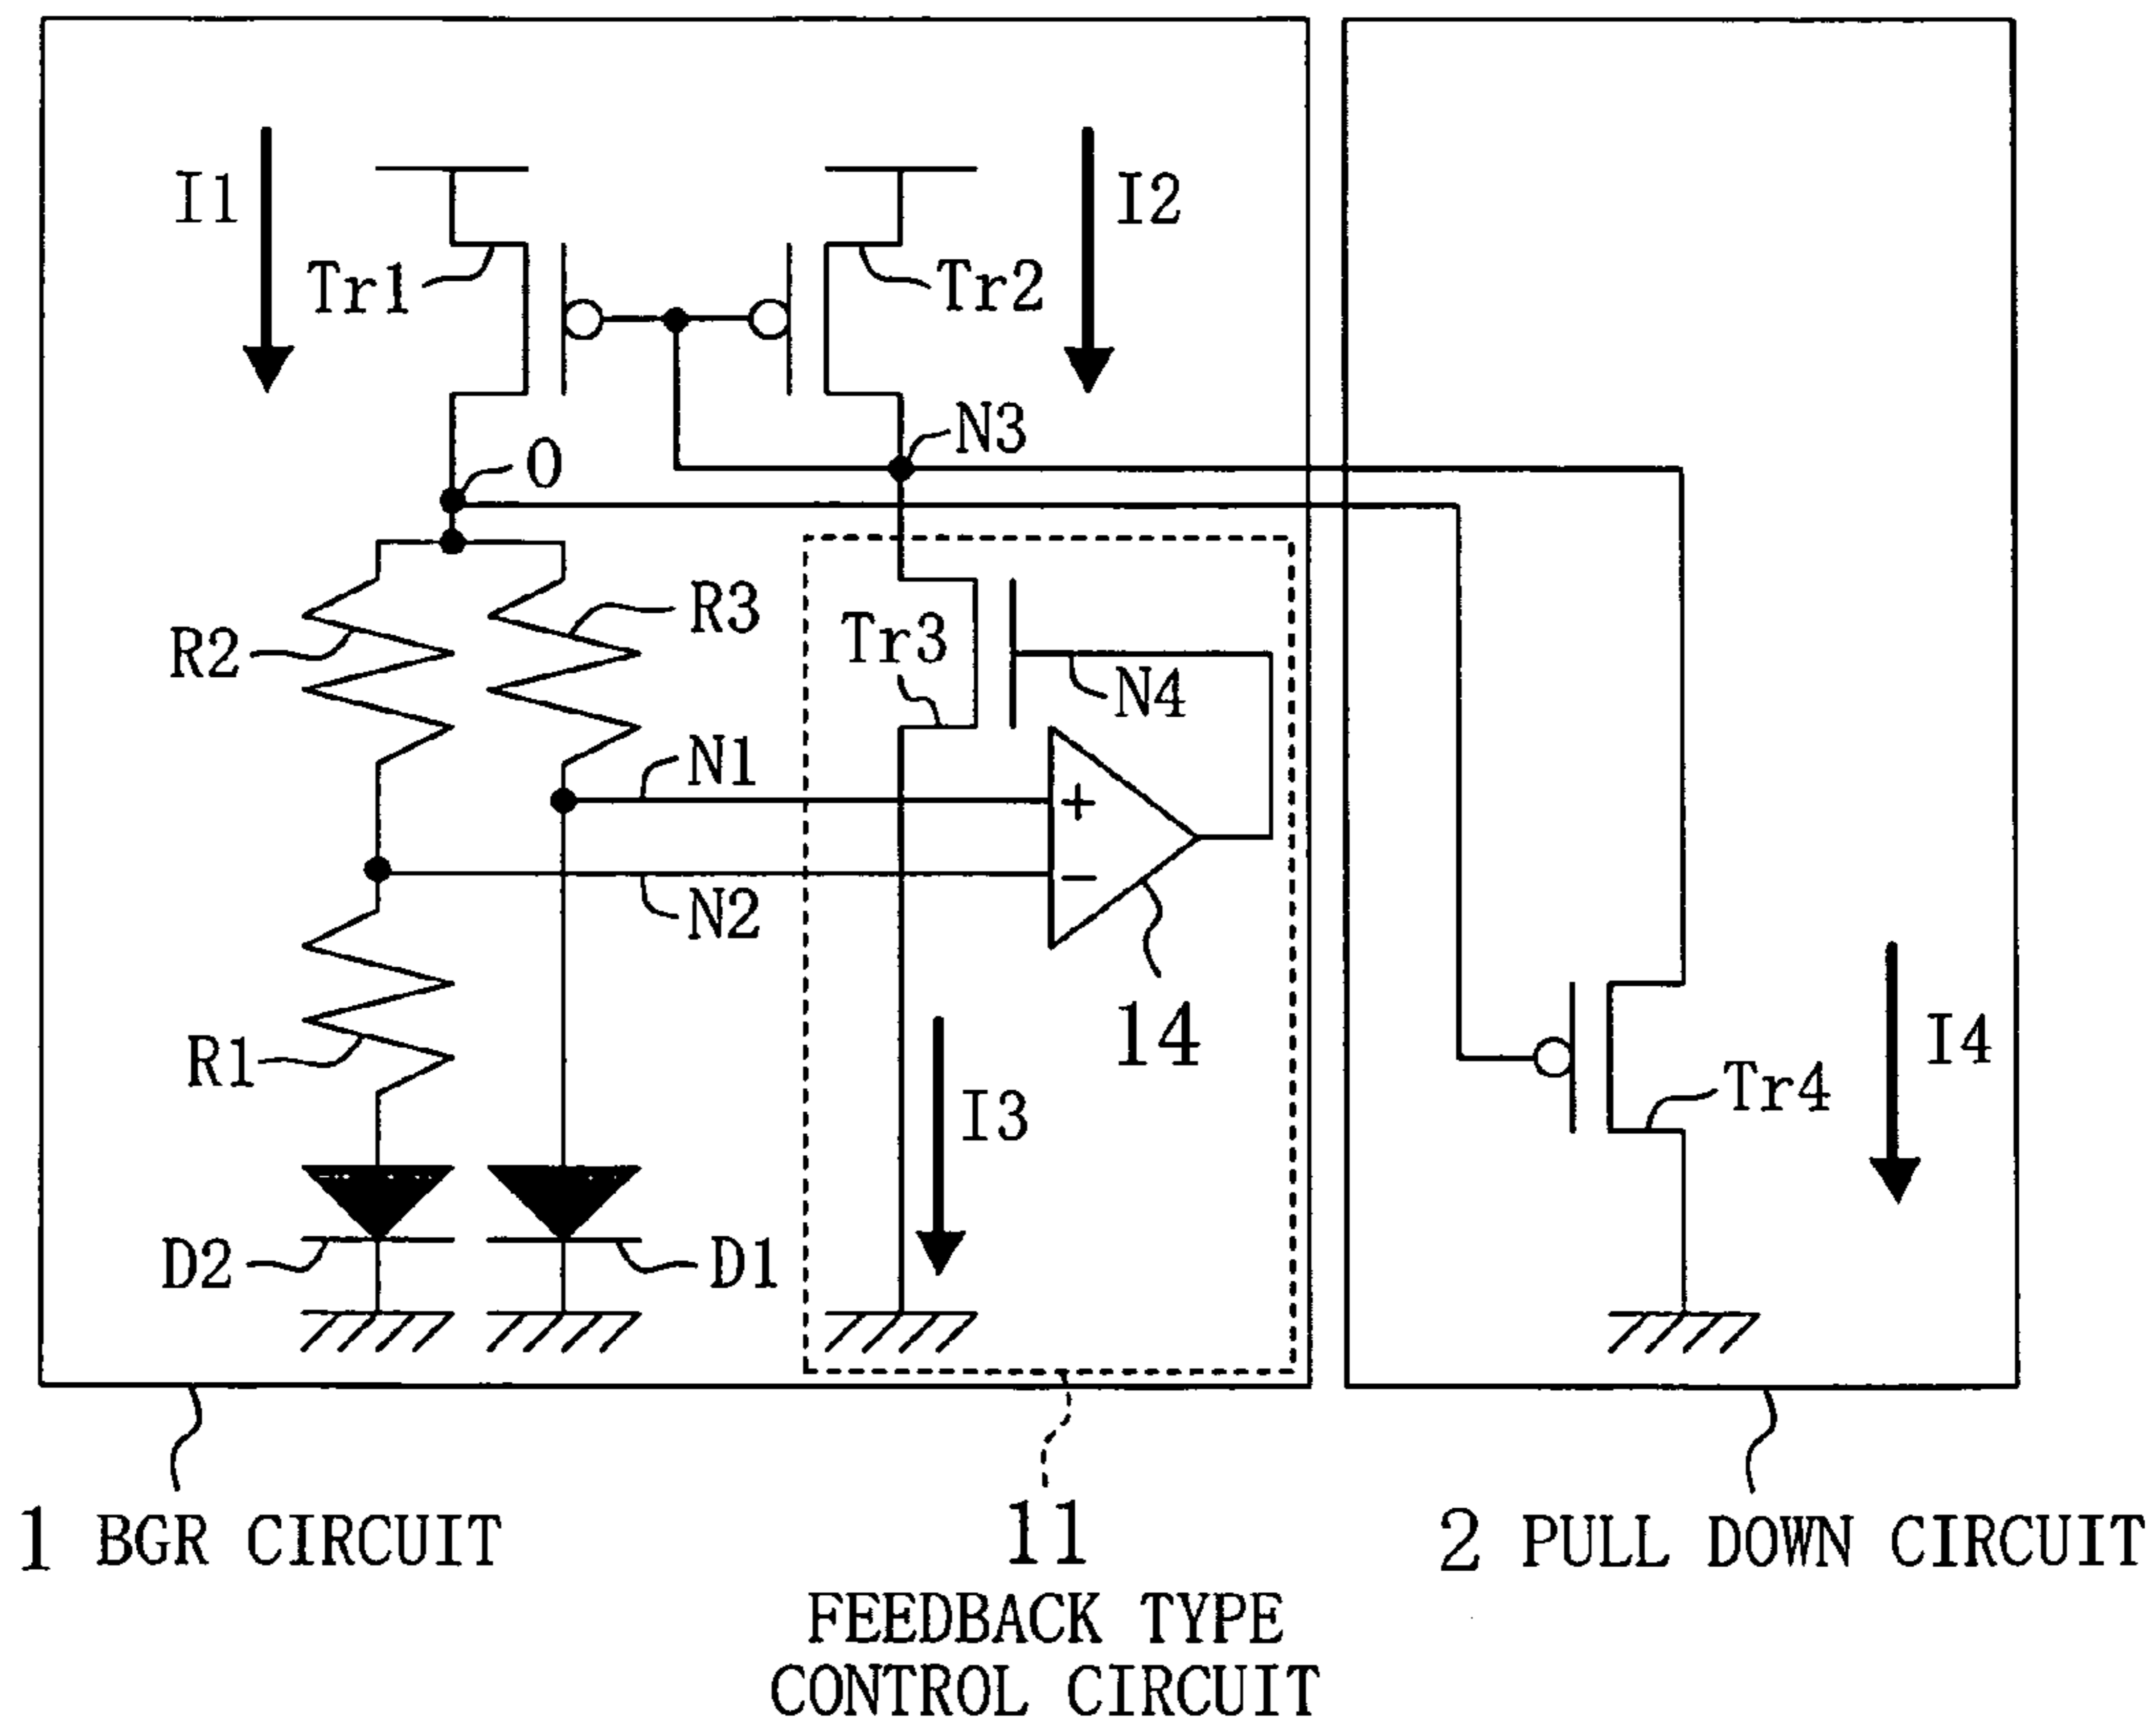 I1
I2
Tr1
Tr2
N3
O
R3
R2
Tr3
N4
N1
+
−
N2
14
R1
I3
I4
Tr4
D2
D1
1 BGR CIRCUIT
11
FEEDBACK TYPE
CONTROL CIRCUIT
2 PULL DOWN CIRCUIT